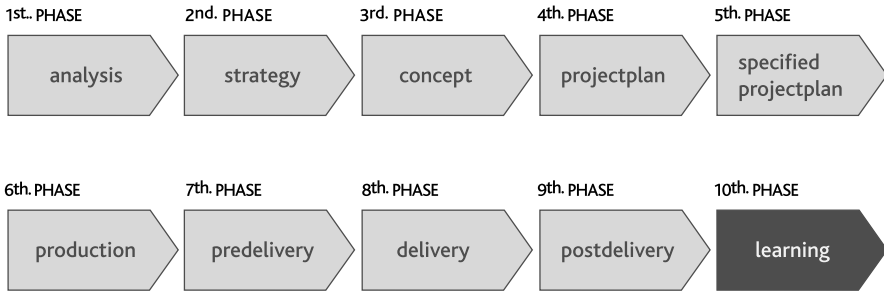 1st.. PHASE
2nd. PHASE
3rd. PHASE
4th. PHASE
5th. PHASE
analysis
strategy
concept
projectplan
specified
projectplan
6th. PHASE
7th. PHASE
8th. PHASE
9th. PHASE
10th. PHASE
production
predelivery
delivery
postdelivery
learning